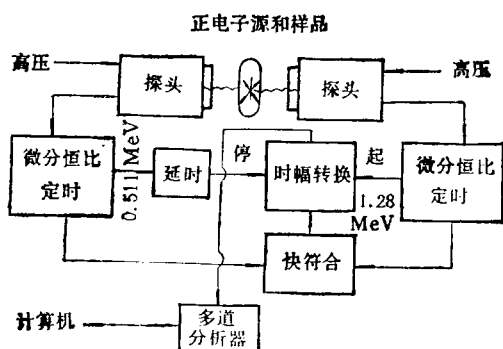 正电子源和样品
高压
探头
探头
高压
微分恒比
定时
0.511 MeV
延时
停
时幅转换
起
1.28
MeV
微分恒比
定时
快符合
计算机
多道
分析器